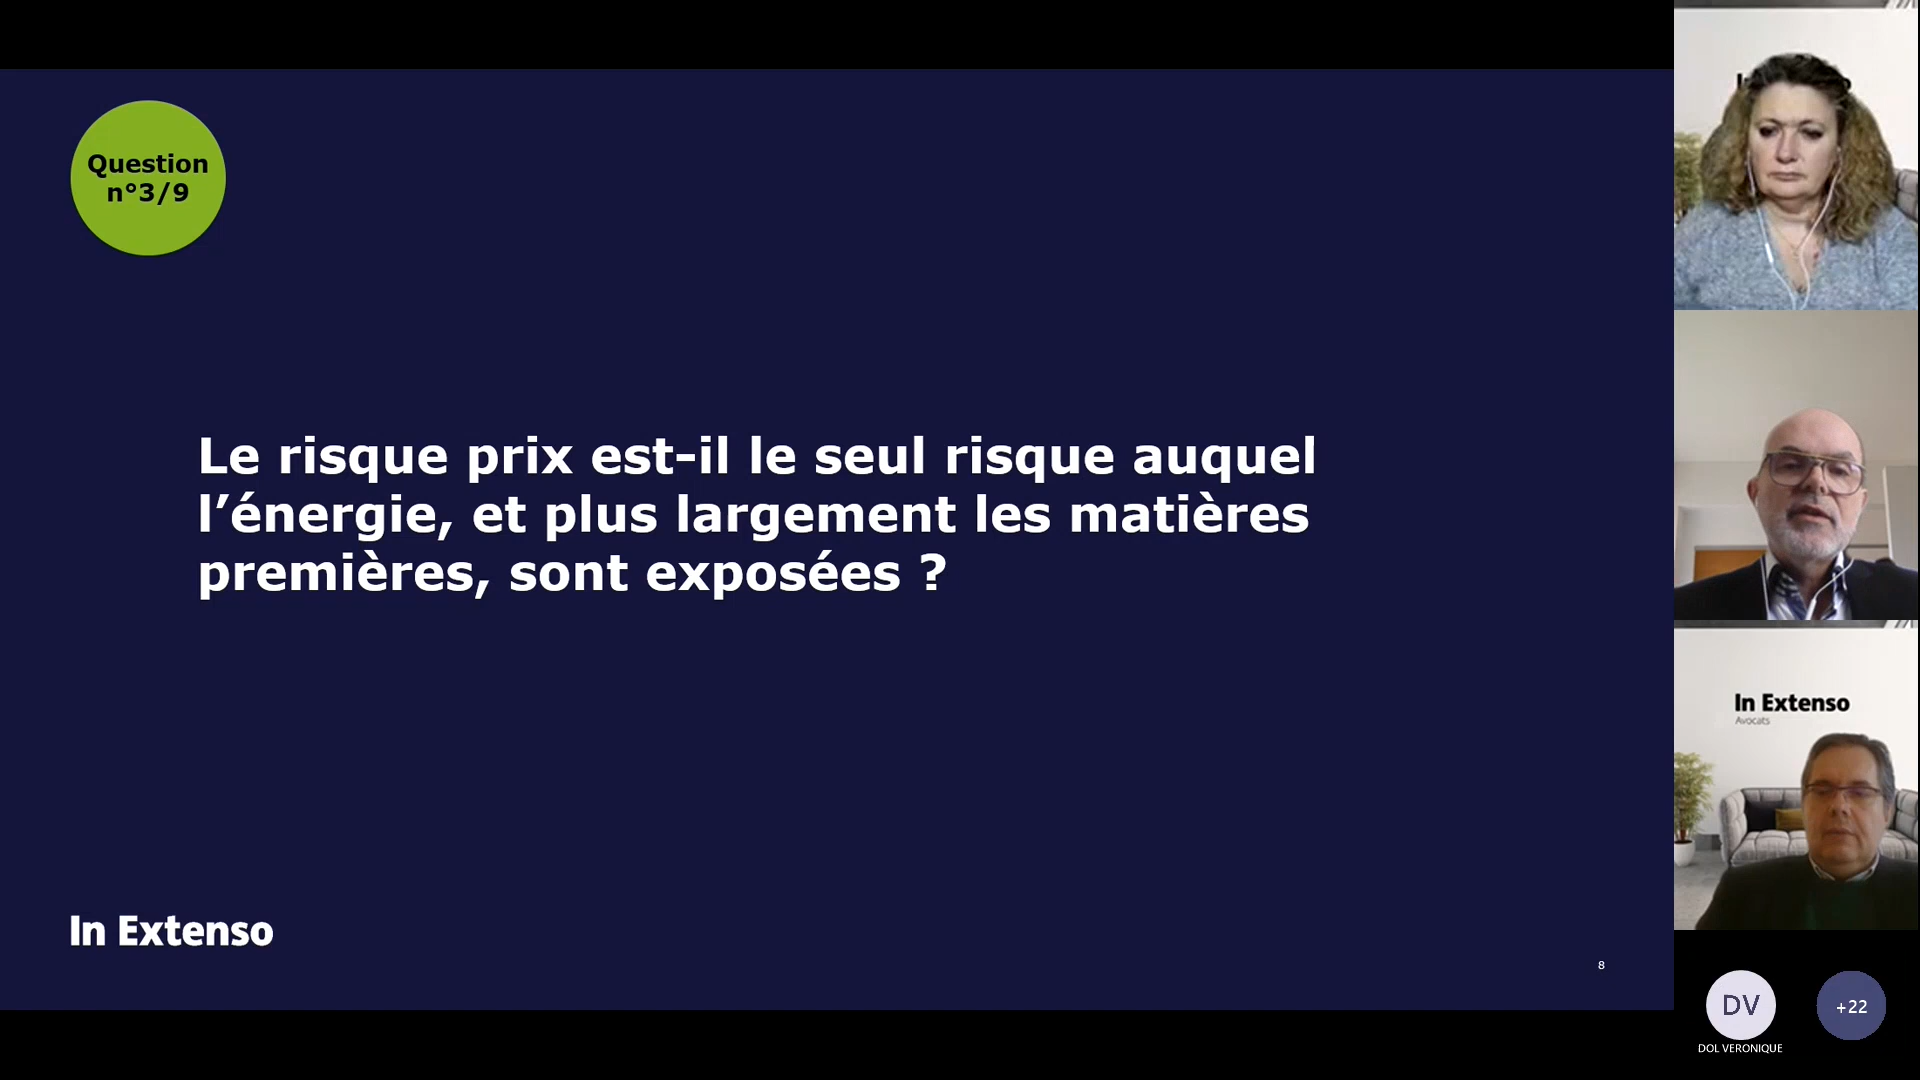 Question
n°3/9
Le risque prix est-il le seul risque auquel
l’énergie, et plus largement les matières
premières, sont exposées ?
In Extenso
8
In Extenso
Avocats
DV
+22
DOL VERONIQUE